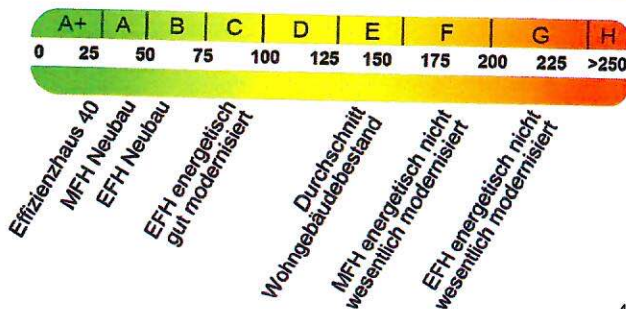 A+ A B C D E F G H
0 25 50 75 100 125 150 175 200 225 >250
Effizienzhaus 40
MFH Neubau
EFH Neubau
EFH energetisch
gut modernisiert
Durchschnitt
Wohngebäudebestand
MFH energetisch nicht
wesentlich modernisiert
EFH energetisch nicht
wesentlich modernisiert